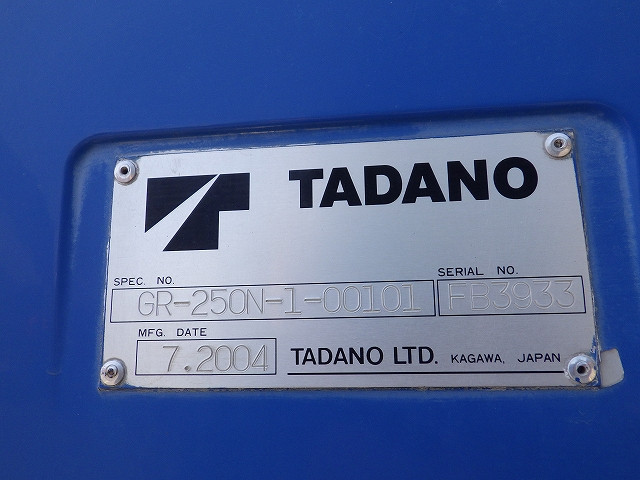 TADANO
SPEC. NO.
GR-250N-1-00101
SERIAL NO.
FB3933
MFG. DATE
7.2004
TADANO LTD. KAGAWA, JAPAN